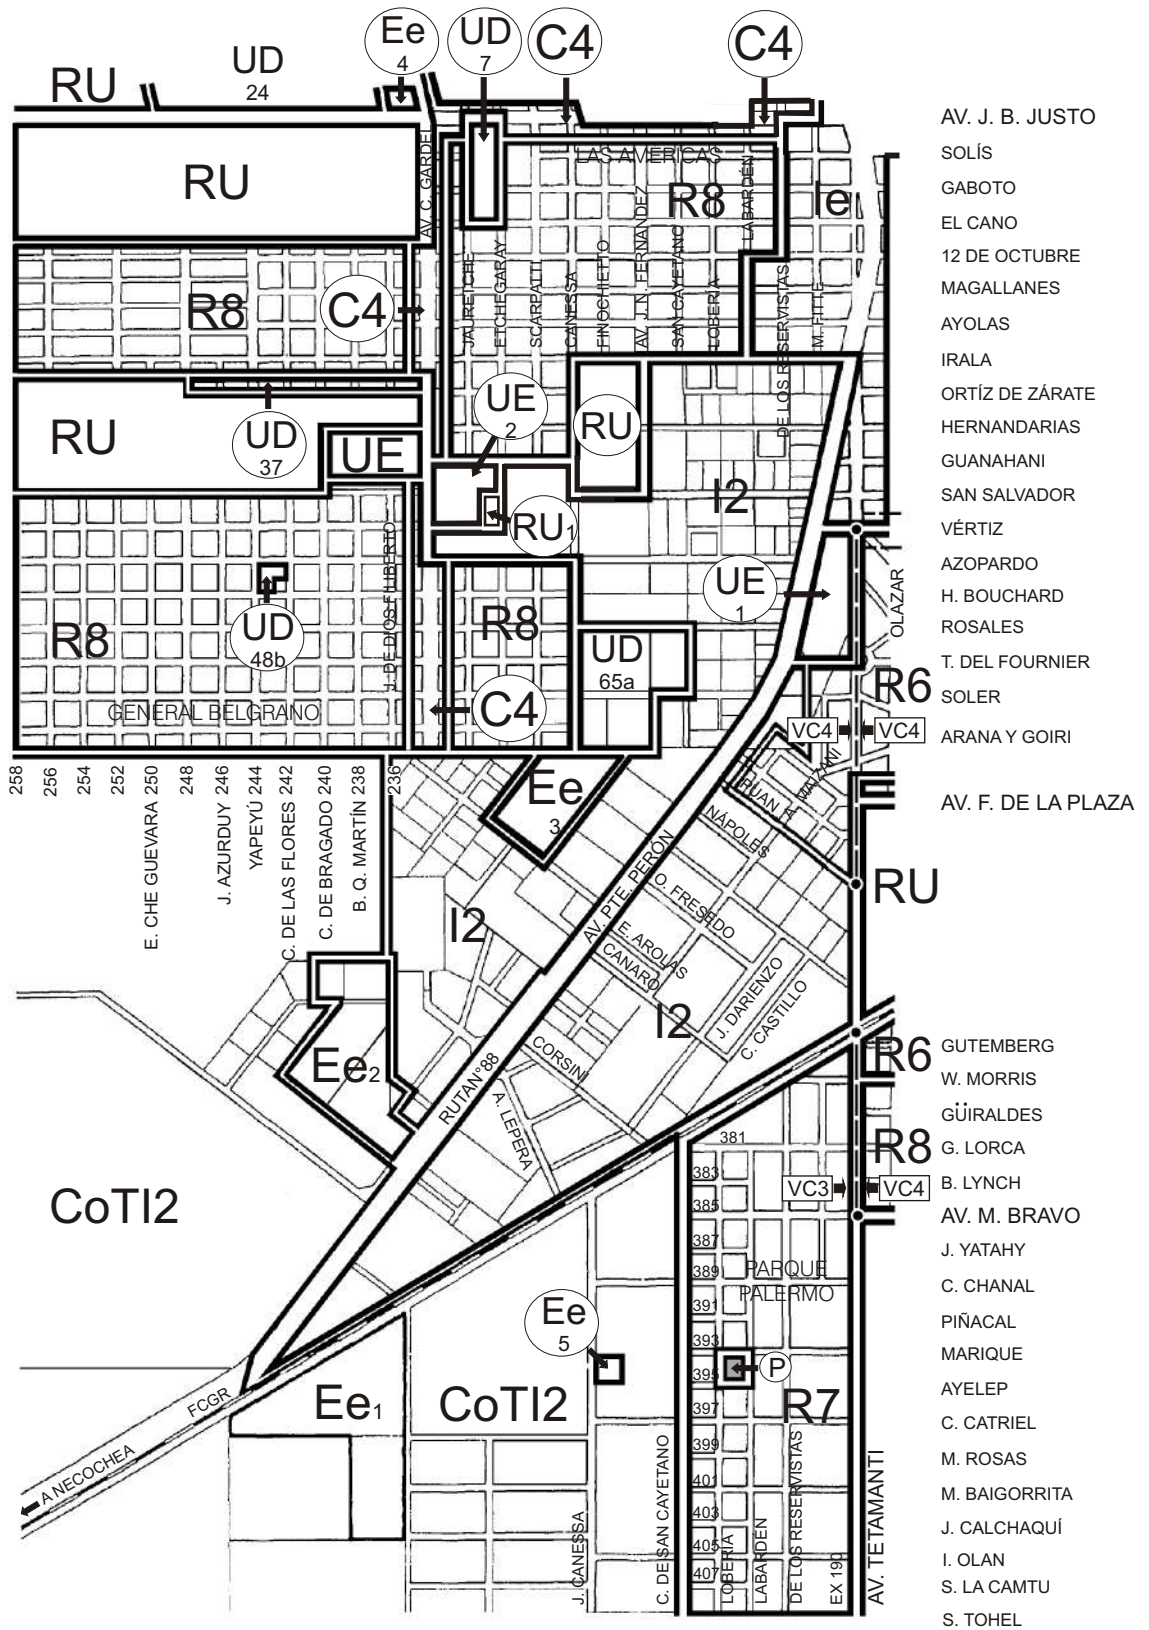 Ee
4
UD
7
C4
C4
UD
24
RU
AV. J. B. JUSTO
SOLÍS
GABOTO
EL CANO
12 DE OCTUBRE
MAGALLANES
AYOLAS
IRALA
ORTÍZ DE ZÁRATE
HERNANDARIAS
GUANAHANI
SAN SALVADOR
VÉRTIZ
AZOPARDO
H. BOUCHARD
ROSALES
T. DEL FOURNIER
SOLER
ARANA Y GOIRI
AV. F. DE LA PLAZA
LAS AMERICAS
RU
AV. C. GARDEL
R8
LABARDÉN
Ie
R8
C4
JAURETCHE
ETCHEGARAY
SCARPATTI
CANESSA
FINOCHIETTO
AV. J.N. FERNANDEZ
SAN CAYETANO
LOBERÍA
DE LOS RESERVISTAS
M. FITTE
RU
UD
37
UE
UE
2
RU
RU1
I2
UE
1
OLAZAR
J. DE DIOS FILIBERTO
R8
UD
48b
GENERAL BELGRANO
R8
C4
UD
65a
R6
VC4
VC4
258
256
254
252
E. CHE GUEVARA 250
248
J. AZURDUY 246
YAPEYÚ 244
C. DE LAS FLORES 242
C. DE BRAGADO 240
B. Q. MARTÍN 238
236
Ee
3
RUAN
A. MAIZANI
NÁPOLES
AV. PTE. PERÓN
O. FRESEDO
E. AROLAS
CANARO
RU
I2
I2
J. DARIENZO
C. CASTILLO
CORSINI
RUTAN°88
A. LEPERA
Ee2
R6
GUTEMBERG
W. MORRIS
GÜIRALDES
G. LORCA
B. LYNCH
AV. M. BRAVO
J. YATAHY
C. CHANAL
PIÑACAL
MARIQUE
AYELEP
C. CATRIEL
M. ROSAS
M. BAIGORRITA
J. CALCHAQUÍ
I. OLAN
S. LA CAMTU
S. TOHEL
R8
VC3
VC4
CoTI2
381
383
385
387
389
391
393
395
397
399
401
403
405
407
PARQUE
PALERMO
Ee
5
P
R7
Ee1
CoTI2
FCGR
A NECOCHEA
J. CANESSA
C. DE SAN CAYETANO
LOBERIA
LABARDÉN
DE LOS RESERVISTAS
EX 190
AV. TETAMANTI